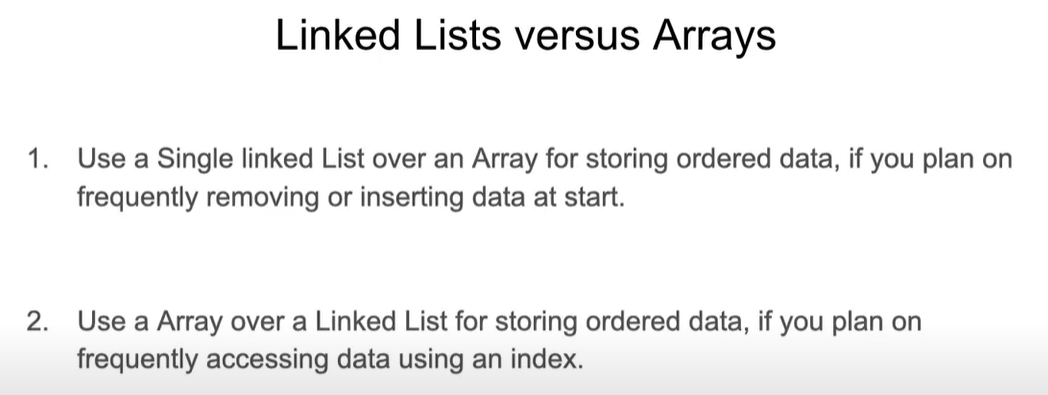 Linked Lists versus Arrays
1. Use a Single linked List over an Array for storing ordered data, if you plan on
frequently removing or inserting data at start.
2. Use a Array over a Linked List for storing ordered data, if you plan on
frequently accessing data using an index.